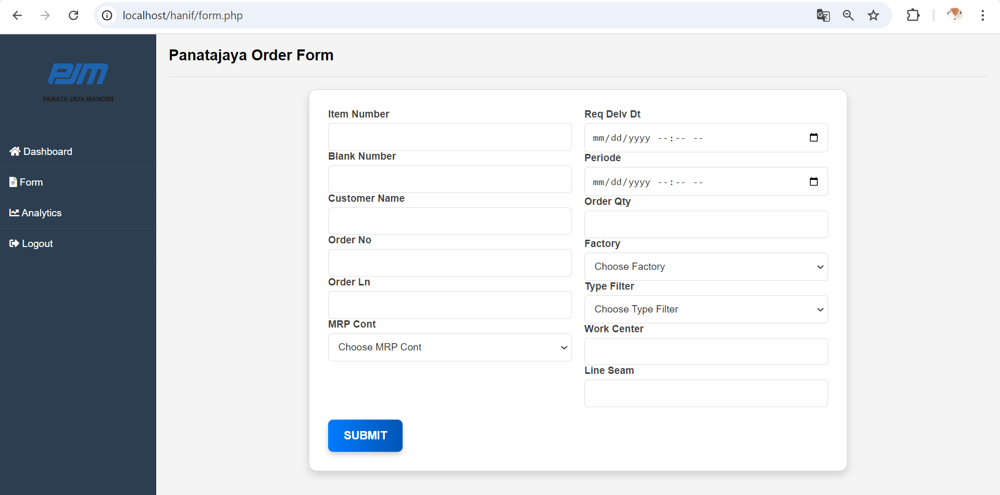 localhost/hanif/form.php
PJM
PANATA JAYA MANDIRI
Dashboard
Form
Analytics
Logout
Panatajaya Order Form
Item Number
Blank Number
Customer Name
Order No
Order Ln
MRP Cont
Choose MRP Cont
Req Delv Dt
mm/dd/yyyy --:-- --
Periode
mm/dd/yyyy --:-- --
Order Qty
Factory
Choose Factory
Type Filter
Choose Type Filter
Work Center
Line Seam
SUBMIT